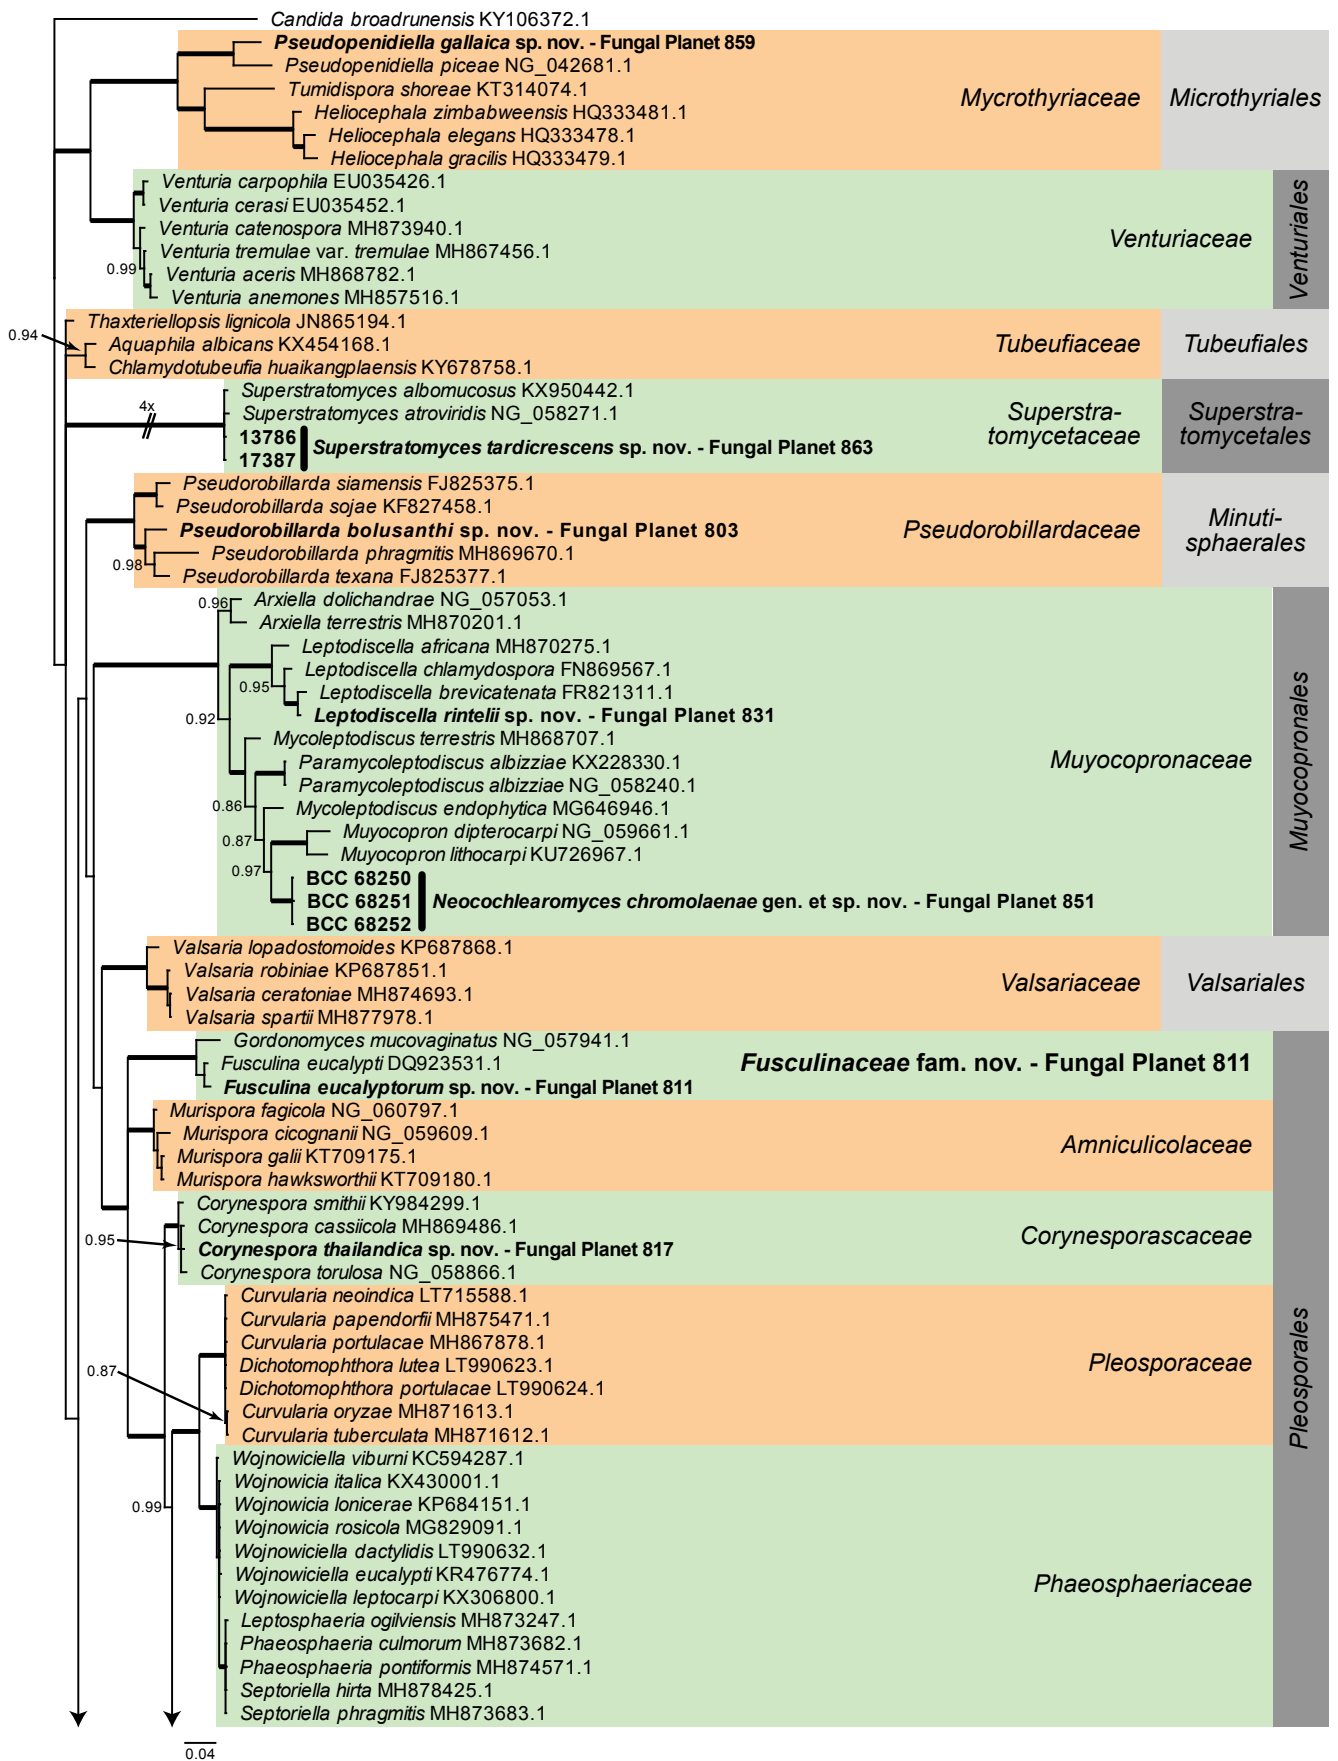 Candida broadrunensis KY106372.1
Pseudopenidiella gallaica sp. nov. - Fungal Planet 859
Pseudopenidiella piceae NG_042681.1
Tumidispora shoreae KT314074.1
Mycrothyriaceae
Microthyriales
Heliocephala zimbabweensis HQ333481.1
Heliocephala elegans HQ333478.1
Heliocephala gracilis HQ333479.1
Venturia carpophila EU035426.1
Venturia cerasi EU035452.1
Venturia catenospora MH873940.1
Venturiaceae
Venturiales
Venturia tremulae var. tremulae MH867456.1
0.99
Venturia aceris MH868782.1
Venturia anemones MH857516.1
Thaxteriellopsis lignicola JN865194.1
0.94
Aquaphila albicans KX454168.1
Tubeufiaceae
Tubeufiales
Chlamydotubeufia huaikangplaensis KY678758.1
Superstratomyces albomucosus KX950442.1
4x
Superstratomyces atroviridis NG_058271.1
Superstra-
tomycetaceae
Superstra-
tomycetales
13786
17387
Superstratomyces tardicrescens sp. nov. - Fungal Planet 863
Pseudorobillarda siamensis FJ825375.1
Pseudorobillarda sojae KF827458.1
Pseudorobillarda bolusanthi sp. nov. - Fungal Planet 803
Pseudorobillardaceae
Minuti-
sphaerales
Pseudorobillarda phragmitis MH869670.1
0.98
Pseudorobillarda texana FJ825377.1
Arxiella dolichandrae NG_057053.1
0.96
Arxiella terrestris MH870201.1
Leptodiscella africana MH870275.1
Leptodiscella chlamydospora FN869567.1
0.95
Leptodiscella brevicatenata FR821311.1
Leptodiscella rintelii sp. nov. - Fungal Planet 831
0.92
Mycoleptodiscus terrestris MH868707.1
Paramycoleptodiscus albizziae KX228330.1
Muyocopronaceae
Muyocopronales
Paramycoleptodiscus albizziae NG_058240.1
0.86
Mycoleptodiscus endophytica MG646946.1
Muyocopron dipterocarpi NG_059661.1
0.87
Muyocopron lithocarpi KU726967.1
0.97
BCC 68250
BCC 68251
BCC 68252
Neocochlearomyces chromolaenae gen. et sp. nov. - Fungal Planet 851
Valsaria lopadostomoides KP687868.1
Valsaria robiniae KP687851.1
Valsariaceae
Valsariales
Valsaria ceratoniae MH874693.1
Valsaria spartii MH877978.1
Gordonomyces mucovaginatus NG_057941.1
Fusculina eucalypti DQ923531.1
Fusculinaceae fam. nov. - Fungal Planet 811
Fusculina eucalyptorum sp. nov. - Fungal Planet 811
Murispora fagicola NG_060797.1
Murispora cicognanii NG_059609.1
Amniculicolaceae
Murispora galii KT709175.1
Murispora hawksworthii KT709180.1
Corynespora smithii KY984299.1
Corynespora cassiicola MH869486.1
Corynesporascaceae
0.95
Corynespora thailandica sp. nov. - Fungal Planet 817
Corynespora torulosa NG_058866.1
Curvularia neoindica LT715588.1
Curvularia papendorfii MH875471.1
Curvularia portulacae MH867878.1
Pleosporaceae
Pleosporales
Dichotomophthora lutea LT990623.1
0.87
Dichotomophthora portulacae LT990624.1
Curvularia oryzae MH871613.1
Curvularia tuberculata MH871612.1
Wojnowiciella viburni KC594287.1
Wojnowicia italica KX430001.1
Wojnowicia lonicerae KP684151.1
0.99
Wojnowicia rosicola MG829091.1
Wojnowiciella dactylidis LT990632.1
Wojnowiciella eucalypti KR476774.1
Phaeosphaeriaceae
Wojnowiciella leptocarpi KX306800.1
Leptosphaeria ogilviensis MH873247.1
Phaeosphaeria culmorum MH873682.1
Phaeosphaeria pontiformis MH874571.1
Septoriella hirta MH878425.1
Septoriella phragmitis MH873683.1
0.04